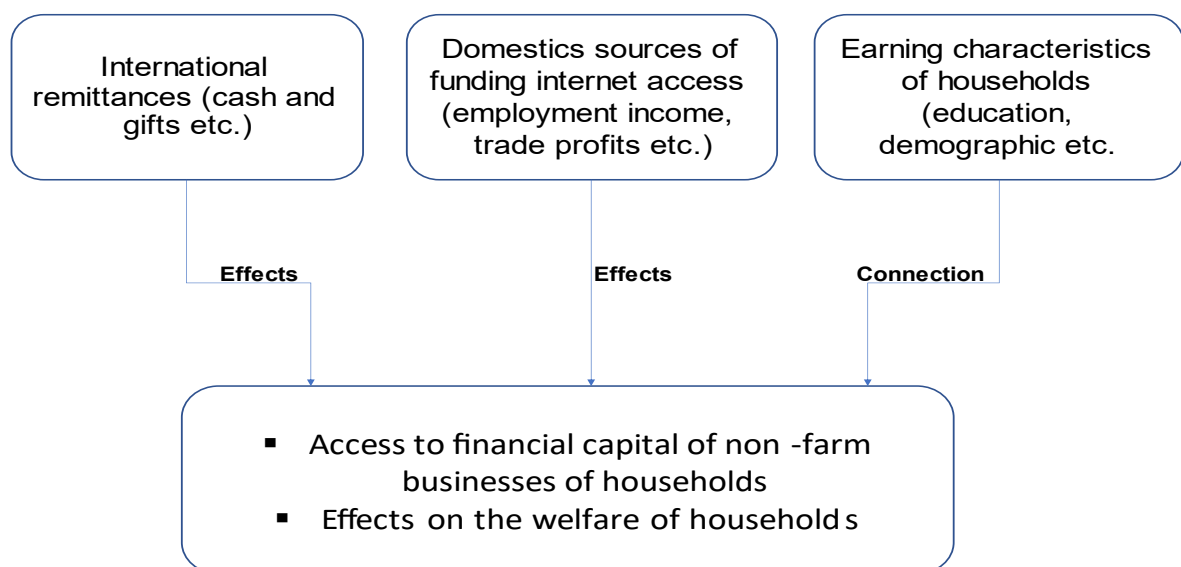 International
remittances (cash and
gifts etc.)
Domestics sources of
funding internet access
(employment income,
trade profits etc.)
Earning characteristics
of households
(education,
demographic etc.
Effects
Effects
Connection
▪ Access to financial capital of non -farm
businesses of households
▪ Effects on the welfare of households